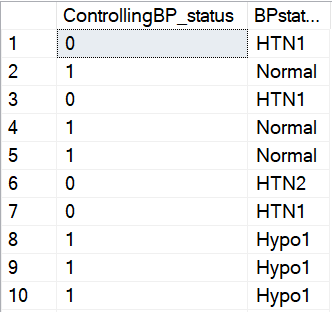 ControllingBP_status BPstat...
1 0 HTN1
2 1 Normal
3 0 HTN1
4 1 Normal
5 1 Normal
6 0 HTN2
7 0 HTN1
8 1 Hypo1
9 1 Hypo1
10 1 Hypo1